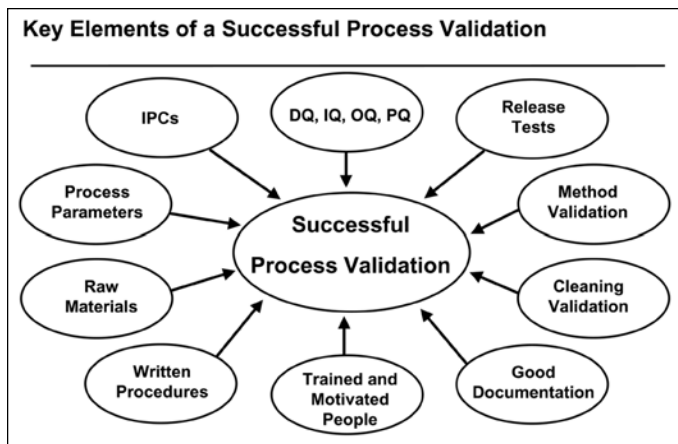 Key Elements of a Successful Process Validation
IPCs
DQ, IQ, OQ, PQ
Release
Tests
Process
Parameters
Method
Validation
Successful
Process Validation
Raw
Materials
Cleaning
Validation
Written
Procedures
Trained and
Motivated
People
Good
Documentation